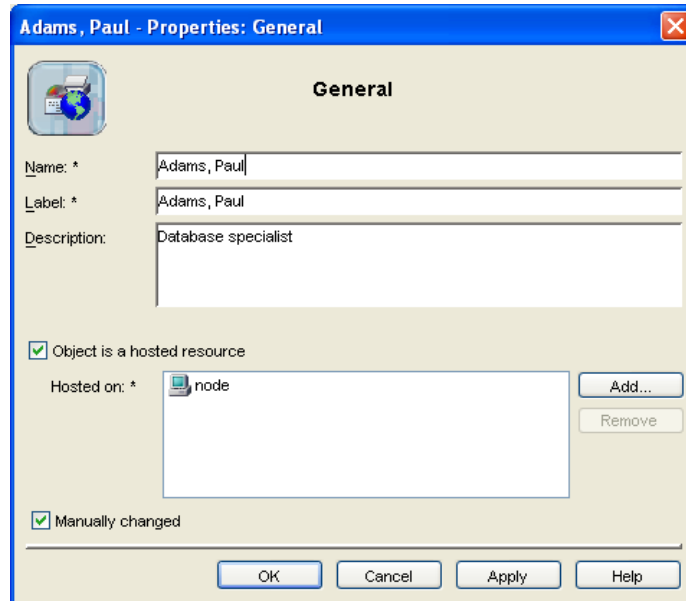 Adams, Paul - Properties: General
General
Name: * Adams, Paul
Label: * Adams, Paul
Description: Database specialist
Object is a hosted resource
Hosted on: * node Add...
Remove
Manually changed
OK Cancel Apply Help